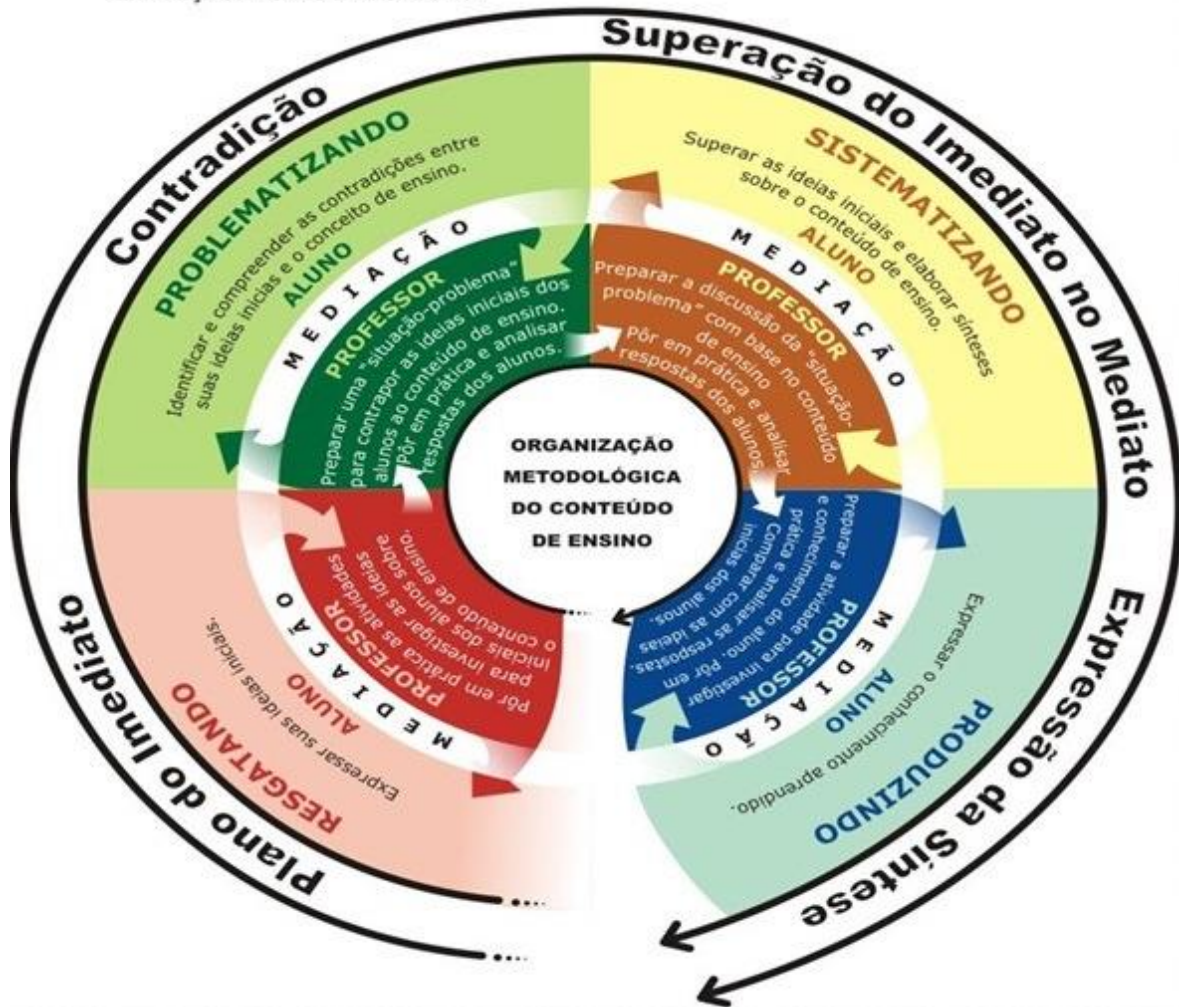 ORGANIZAÇÃO
METODOLÓGICA
DO CONTEÚDO
DE ENSINO
Plano do Imediato
RESGATANDO
ALUNO
Expressar suas ideias iniciais.
MEDIAÇÃO
PROFESSOR
Pôr em prática as atividades
para investigar as ideias
iniciais dos alunos sobre
o conteúdo de ensino.
Contradição
PROBLEMATIZANDO
Identificar e compreender as contradições entre
suas ideias inicias e o conceito de ensino.
ALUNO
MEDIAÇÃO
PROFESSOR
Preparar uma "situação-problema"
para contrapor as ideias iniciais dos
alunos ao conteúdo de ensino.
Pôr em prática e analisar
respostas dos alunos.
Superação do Imediato no Mediato
SISTEMATIZANDO
Superar as ideias iniciais e elaborar sínteses
sobre o conteúdo de ensino.
ALUNO
MEDIAÇÃO
PROFESSOR
Preparar a discussão da "situação-
problema" com base no conteúdo
de ensino
Pôr em prática e analisar
respostas dos alunos
Expressão da Síntese
PRODUZINDO
ALUNO
Expressar o conhecimento aprendido.
MEDIAÇÃO
PROFESSOR
Preparar a atividade para investigar
e conhecimento do aluno. Pôr em
prática e analisar as respostas.
Comparar com as ideias
inicias dos alunos.